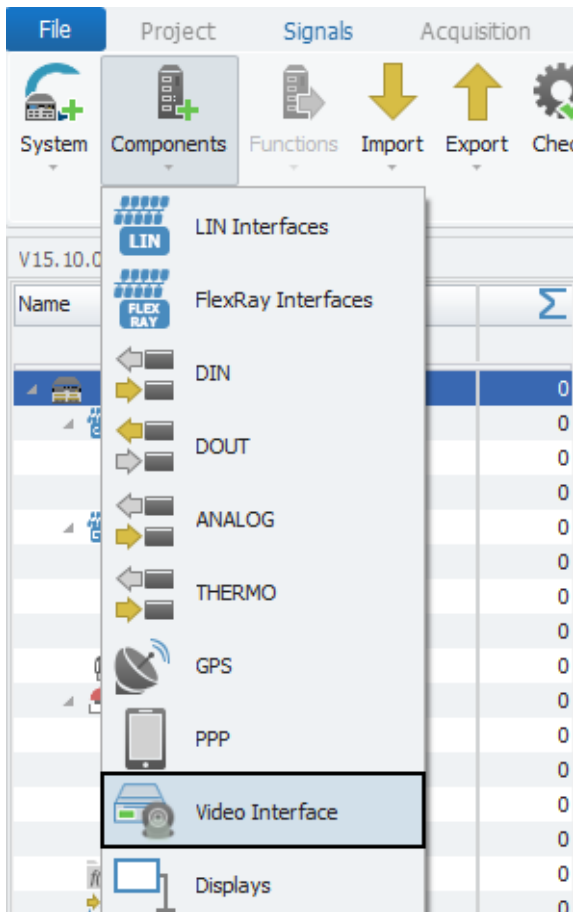 File Project Signals Acquisition
System Components Functions Import Export
LIN Interfaces
LIN
V15.10.0
FlexRay Interfaces
FLEX
RAY
Name Σ
DIN
0
0
DOUT
0
0
ANALOG
0
0
THERMO
0
0
GPS
0
0
PPP
0
0
Video Interface
0
0
Displays
0
0